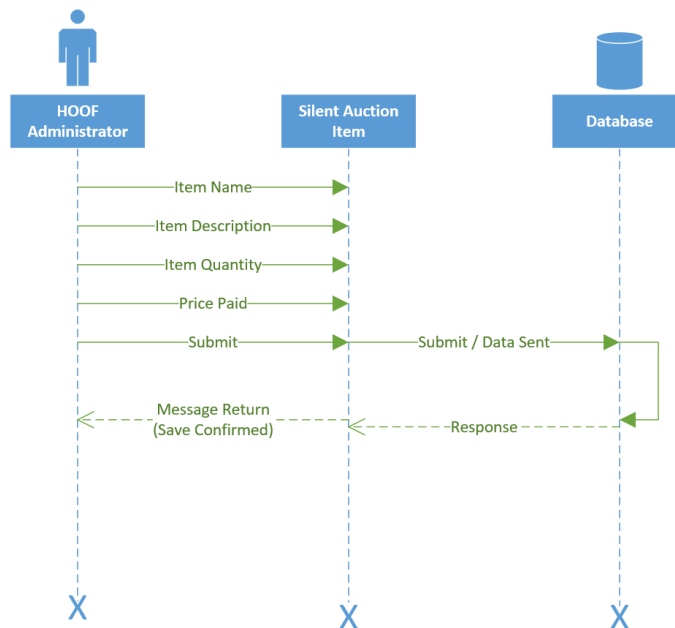 HOOF
Administrator
Silent Auction
Item
Database
Item Name
Item Description
Item Quantity
Price Paid
Submit
Submit / Data Sent
Message Return
(Save Confirmed)
Response
X
X
X